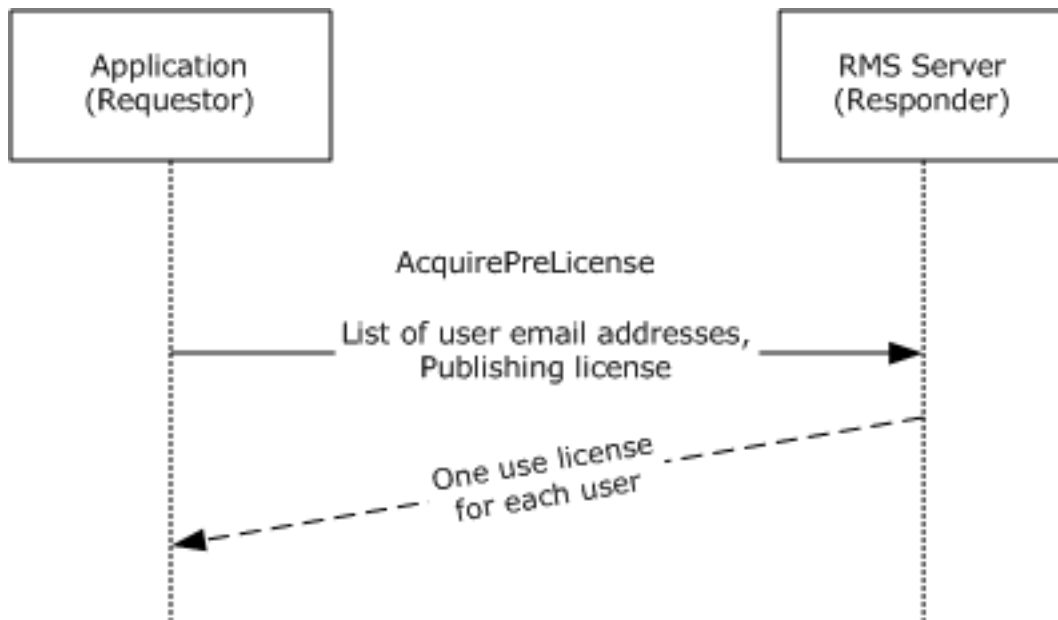 Application
(Requestor)
RMS Server
(Responder)
AcquirePreLicense
List of user email addresses,
Publishing license
One use license
for each user